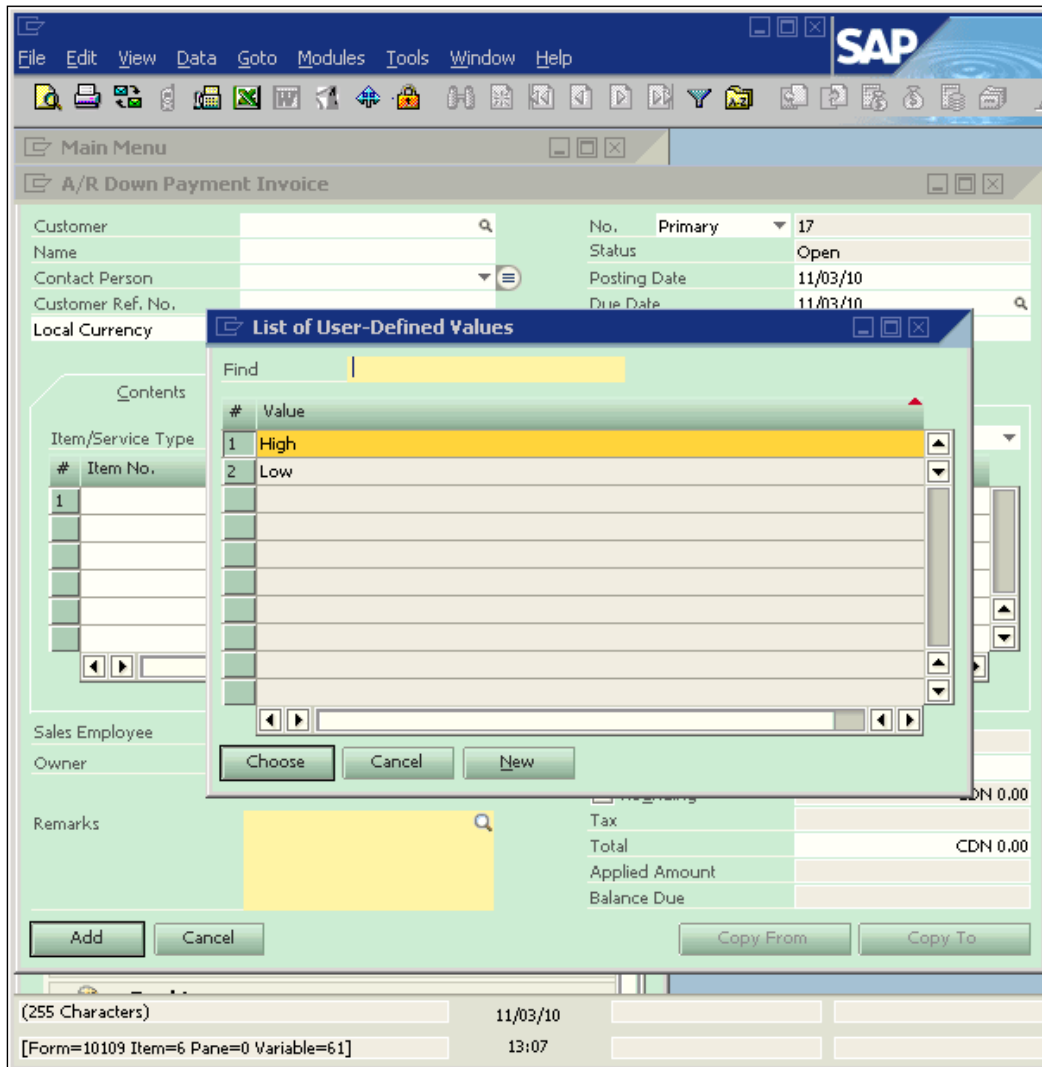 File Edit View Data Goto Modules Tools Window Help
SAP
Main Menu
A/R Down Payment Invoice
Customer
No. Primary 17
Name
Status Open
Contact Person
Posting Date 11/03/10
Customer Ref. No.
Due Date 11/03/10
Local Currency
List of User-Defined Values
Find
Contents
# Value
Item/Service Type
1 High
# Item No.
2 Low
1
Sales Employee
Choose Cancel New
Owner
CDN 0.00
Remarks
Tax
Total CDN 0.00
Applied Amount
Balance Due
Add Cancel Copy From Copy To
(255 Characters)
11/03/10
[Form=10109 Item=6 Pane=0 Variable=61]
13:07